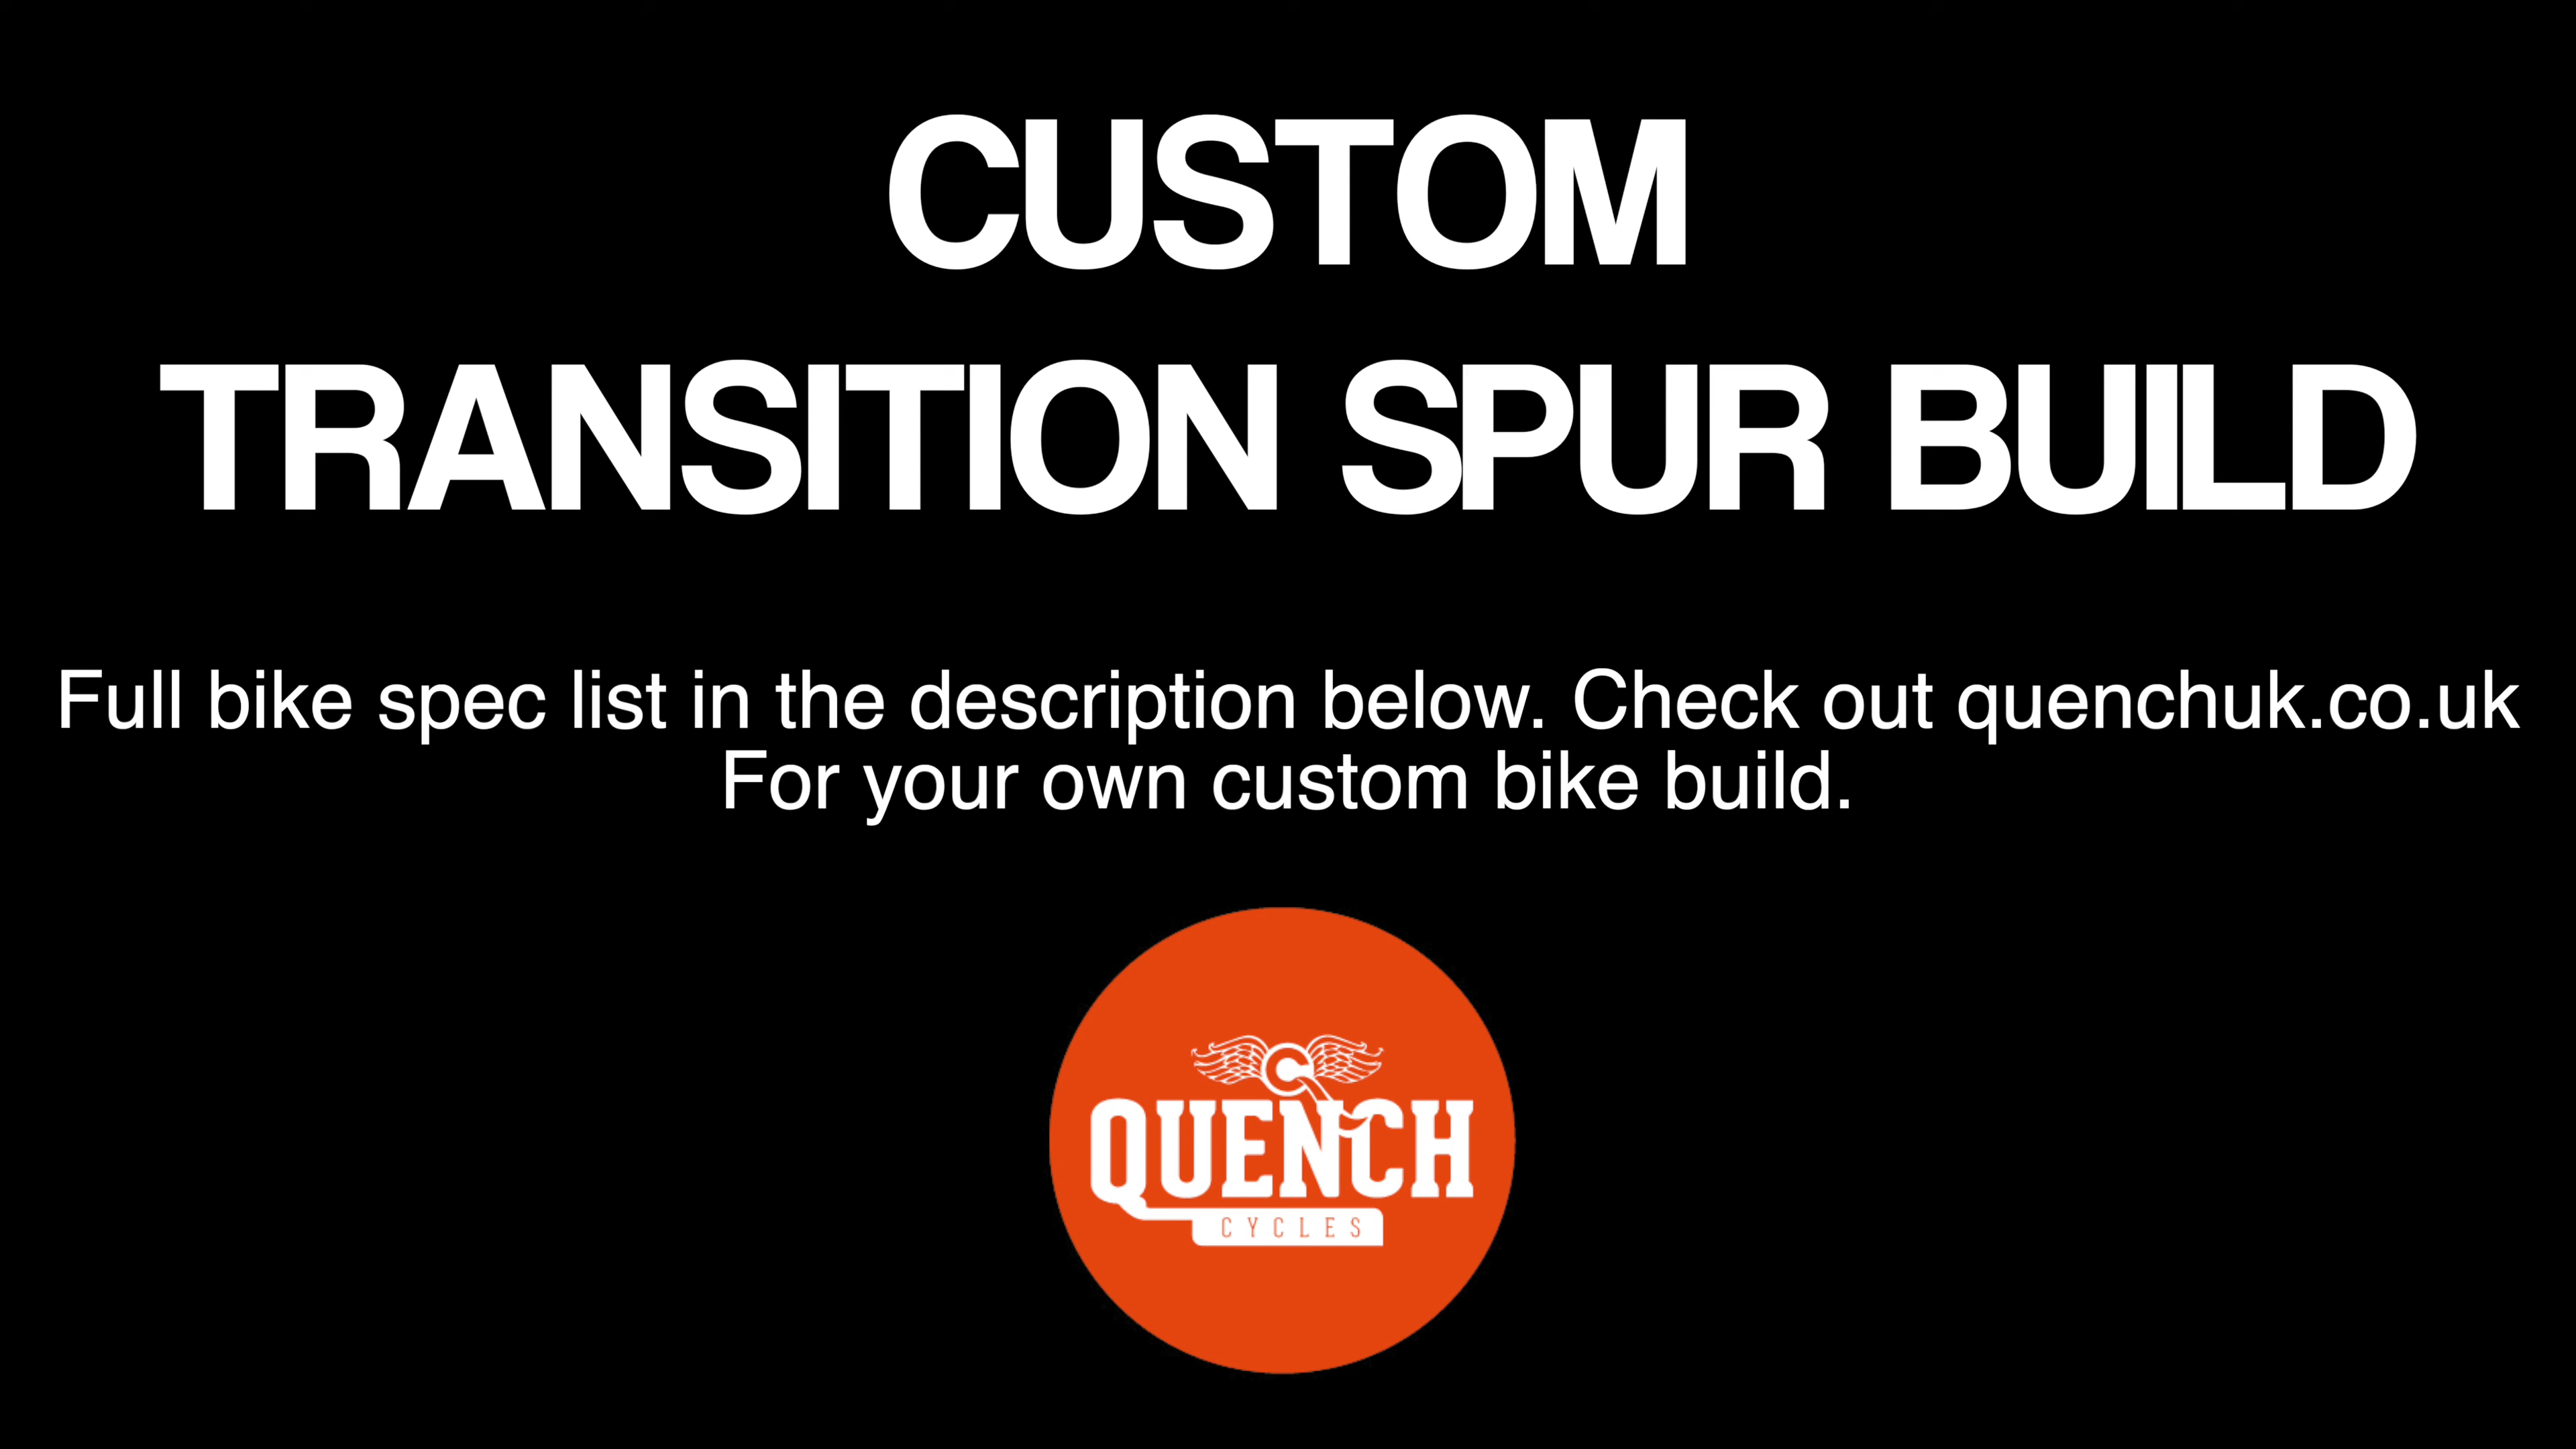 CUSTOM
TRANSITION SPUR BUILD
Full bike spec list in the description below. Check out quenchuk.co.uk
For your own custom bike build.
C
QUENCH
CYCLES